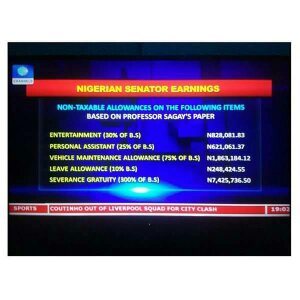 CHANNELS
NIGERIAN SENATOR EARNINGS
NON-TAXABLE ALLOWANCES ON THE FOLLOWING ITEMS
BASED ON PROFESSOR SAGAY'S PAPER
ENTERTAINMENT (30% OF B.S) N828,081.83
PERSONAL ASSISTANT (25% OF B.S) N621,061.37
VEHICLE MAINTENANCE ALLOWANCE (75% OF B.S) N1,863,184.12
LEAVE ALLOWANCE (10% B.S) N248,424.55
SEVERANCE GRATUITY (300% OF B.S) N7,425,736.50
SPORTS COUTINHO OUT OF LIVERPOOL SQUAD FOR CITY CLASH 19:02